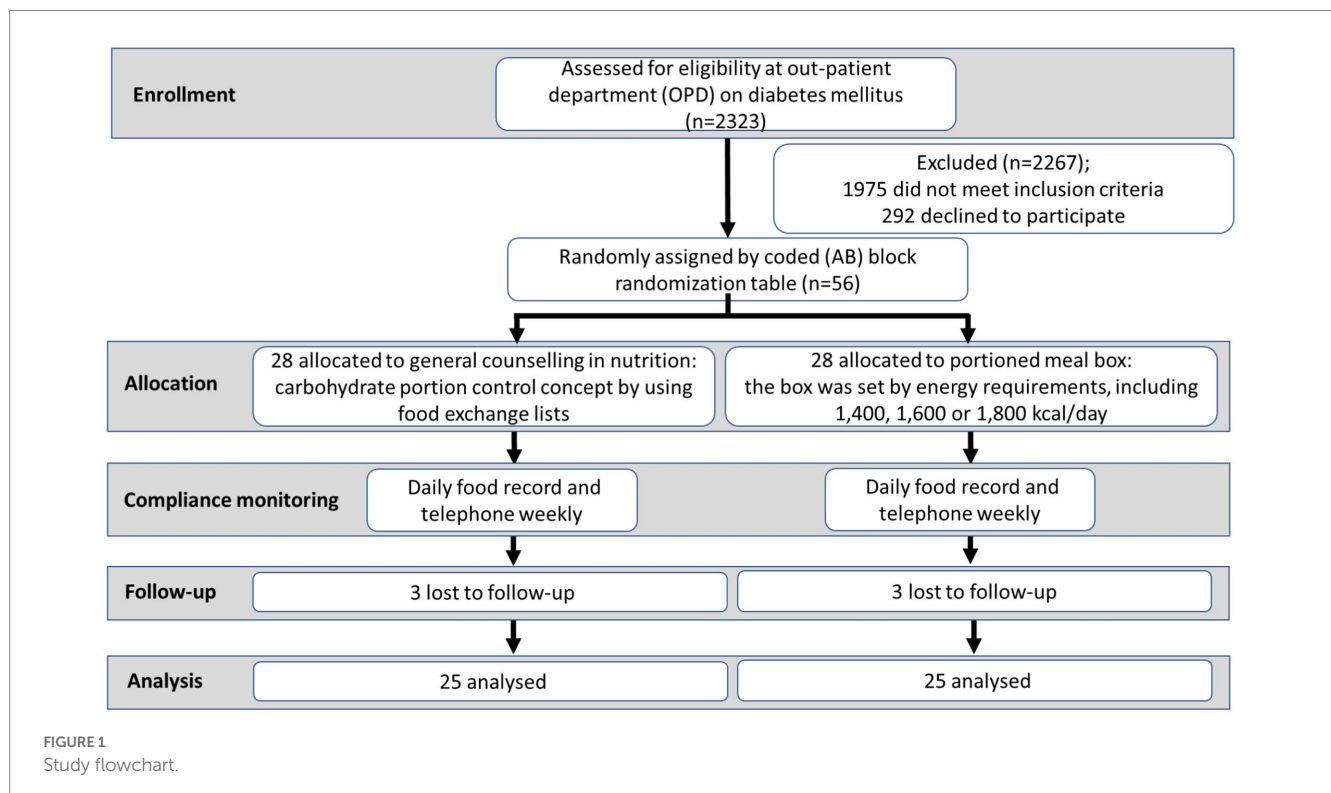 Enrollment
Assessed for eligibility at out-patient
department (OPD) on diabetes mellitus
(n=2323)
Excluded (n=2267);
1975 did not meet inclusion criteria
292 declined to participate
Randomly assigned by coded (AB) block
randomization table (n=56)
Allocation
28 allocated to general counselling in nutrition:
carbohydrate portion control concept by using
food exchange lists
28 allocated to portioned meal box:
the box was set by energy requirements, including
1,400, 1,600 or 1,800 kcal/day
Compliance monitoring
Daily food record and
telephone weekly
Daily food record and
telephone weekly
Follow-up
3 lost to follow-up
3 lost to follow-up
Analysis
25 analysed
25 analysed
FIGURE 1
Study flowchart.